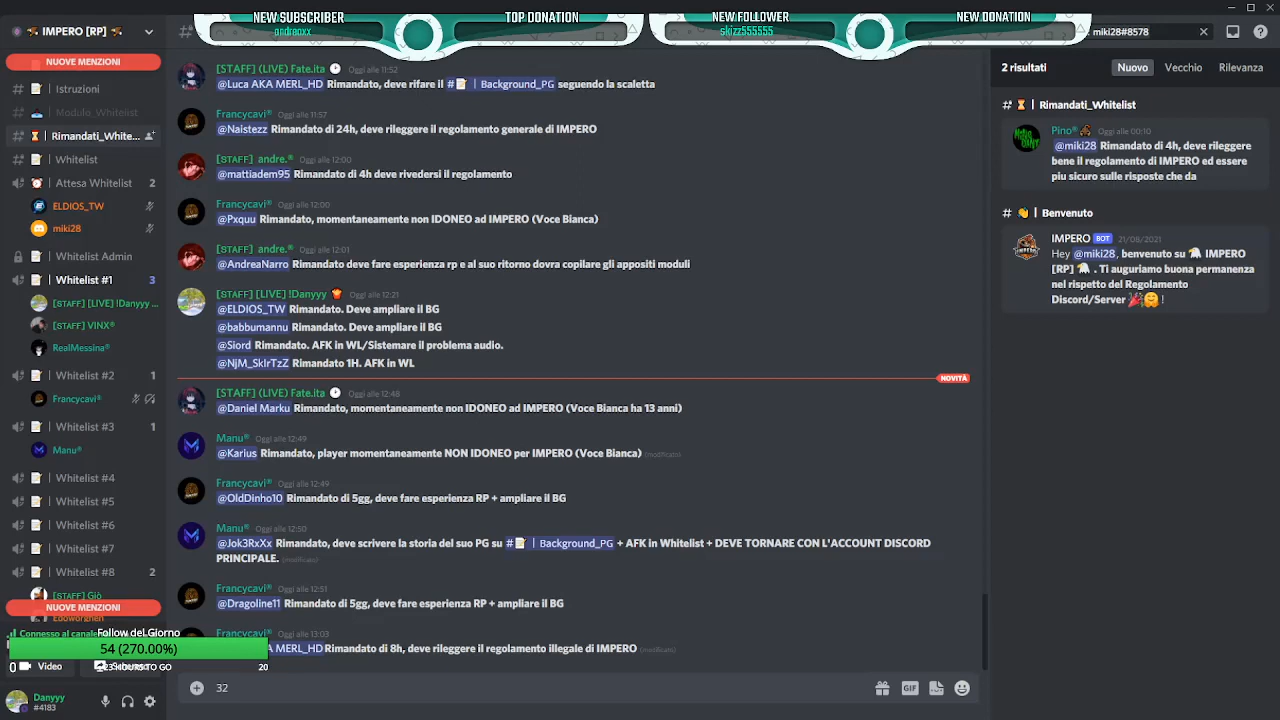 NEW SUBSCRIBER
andreoxx
TOP DONATION
NEW FOLLOWER
skizz555555
NEW DONATION
IMPERO [RP]
miki28#8578
NUOVE MENZIONI
Istruzioni
Modulo_Whitelist
Rimandati_White...
Whitelist
Attesa Whitelist 2
ELDIOS_TW
miki28
Whitelist Admin
Whitelist #1 3
[STAFF] [LIVE] !Danyyy ...
[STAFF] VINX®
RealMessina®
Whitelist #2 1
Francycavi®
Whitelist #3 1
Manu®
Whitelist #4
Whitelist #5
Whitelist #6
Whitelist #7
Whitelist #8 2
[STAFF] Giò
NUOVE MENZIONI
Edoworghen
Connesso al canale
Follow del Giorno
54 (270.00%)
0 Video
HOURS TO GO
20
Danyyy
#4183
[STAFF] (LIVE) Fate.ita Oggi alle 11:52
@Luca AKA MERL_HD Rimandato, deve rifare il # | Background_PG seguendo la scaletta
Francycavi® Oggi alle 11:57
@Naistezz Rimandato di 24h, deve rileggere il regolamento generale di IMPERO
[STAFF] andre.® Oggi alle 12:00
@mattiadem95 Rimandato di 4h deve rivedersi il regolamento
Francycavi® Oggi alle 12:00
@Pxquu Rimandato, momentaneamente non IDONEO ad IMPERO (Voce Bianca)
[STAFF] andre.® Oggi alle 12:01
@AndreaNarro Rimandato deve fare esperienza rp e al suo ritorno dovra copilare gli appositi moduli
[STAFF] [LIVE] !Danyyy Oggi alle 12:21
@ELDIOS_TW Rimandato. Deve ampliare il BG
@babbumannu Rimandato. Deve ampliare il BG
@Siord Rimandato. AFK in WL/Sistemare il problema audio.
@NjM_SkIrTzZ Rimandato 1H. AFK in WL
NOVITÀ
[STAFF] (LIVE) Fate.ita Oggi alle 12:48
@Daniel Marku Rimandato, momentaneamente non IDONEO ad IMPERO (Voce Bianca ha 13 anni)
Manu® Oggi alle 12:49
@Karius Rimandato, player momentaneamente NON IDONEO per IMPERO (Voce Bianca) (modificato)
Francycavi® Oggi alle 12:49
@OldDinho10 Rimandato di 5gg, deve fare esperienza RP + ampliare il BG
Manu® Oggi alle 12:50
@Jok3RxXx Rimandato, deve scrivere la storia del suo PG su # | Background_PG + AFK in Whitelist + DEVE TORNARE CON L'ACCOUNT DISCORD
PRINCIPALE. (modificato)
Francycavi® Oggi alle 12:51
@Dragoline11 Rimandato di 5gg, deve fare esperienza RP + ampliare il BG
Francycavi® Oggi alle 13:03
MERL_HD Rimandato di 8h, deve rileggere il regolamento illegale di IMPERO (modificato)
32
GIF
2 risultati
Nuovo
Vecchio
Rilevanza
# | Rimandati_Whitelist
Pino® Oggi alle 00:10
@miki28 Rimandato di 4h, deve rileggere
bene il regolamento di IMPERO ed essere
piu sicuro sulle risposte che da
# | Benvenuto
IMPERO BOT 21/08/2021
Hey @miki28, benvenuto su IMPERO
[RP] . Ti auguriamo buona permanenza
nel rispetto del Regolamento
Discord/Server !